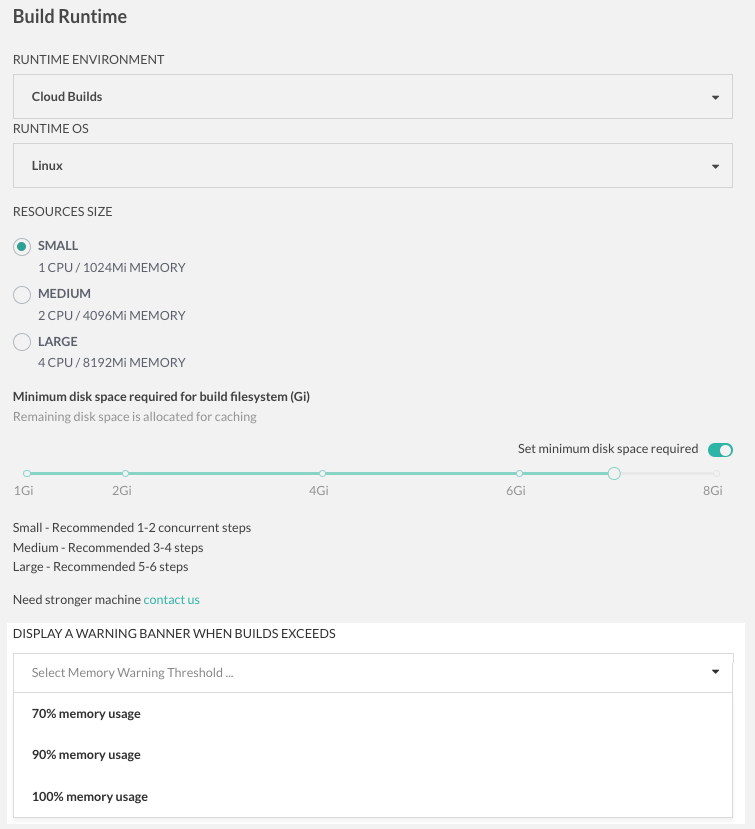 Build Runtime
RUNTIME ENVIRONMENT
Cloud Builds
RUNTIME OS
Linux
RESOURCES SIZE
SMALL
1 CPU / 1024Mi MEMORY
MEDIUM
2 CPU / 4096Mi MEMORY
LARGE
4 CPU / 8192Mi MEMORY
Minimum disk space required for build filesystem (Gi)
Remaining disk space is allocated for caching
Set minimum disk space required
1Gi 2Gi 4Gi 6Gi 8Gi
Small - Recommended 1-2 concurrent steps
Medium - Recommended 3-4 steps
Large - Recommended 5-6 steps
Need stronger machine contact us
DISPLAY A WARNING BANNER WHEN BUILDS EXCEEDS
Select Memory Warning Threshold ...
70% memory usage
90% memory usage
100% memory usage